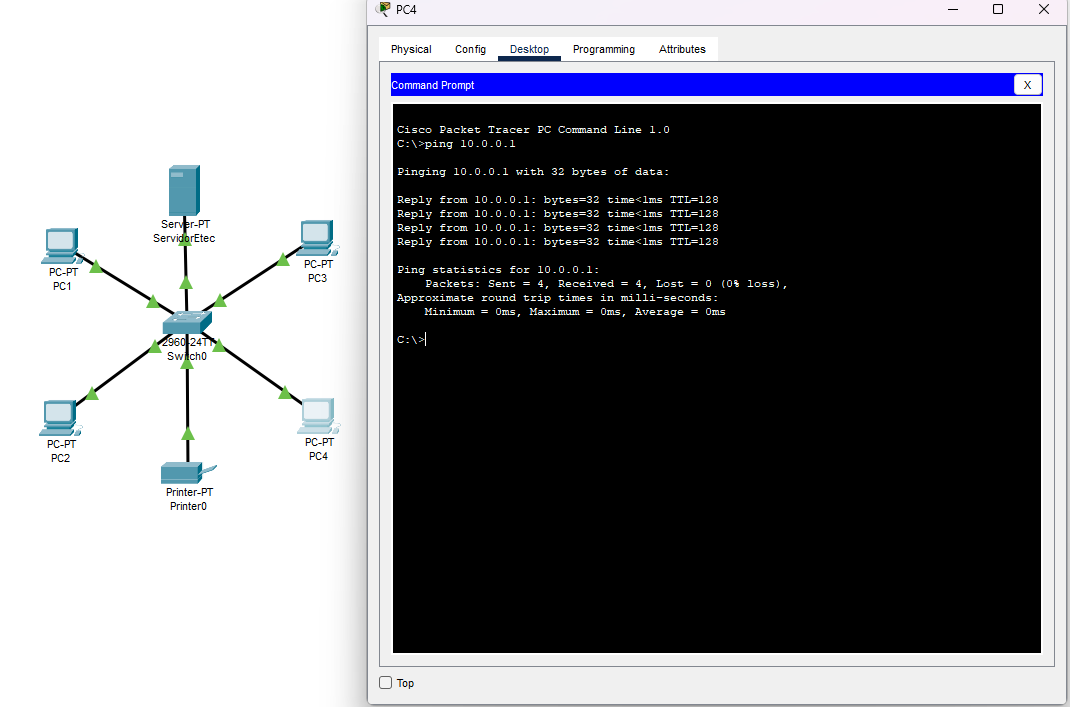 PC4
Physical Config Desktop Programming Attributes
Command Prompt
X
Cisco Packet Tracer PC Command Line 1.0
C:\>ping 10.0.0.1
Pinging 10.0.0.1 with 32 bytes of data:
Reply from 10.0.0.1: bytes=32 time<1ms TTL=128
Reply from 10.0.0.1: bytes=32 time<1ms TTL=128
Reply from 10.0.0.1: bytes=32 time<1ms TTL=128
Reply from 10.0.0.1: bytes=32 time<1ms TTL=128
Ping statistics for 10.0.0.1:
Packets: Sent = 4, Received = 4, Lost = 0 (0% loss),
Approximate round trip times in milli-seconds:
Minimum = 0ms, Maximum = 0ms, Average = 0ms
C:\>
Top
Server-PT
ServidorEtec
PC-PT
PC1
PC-PT
PC3
2960-24TT
Switch0
PC-PT
PC2
PC-PT
PC4
Printer-PT
Printer0